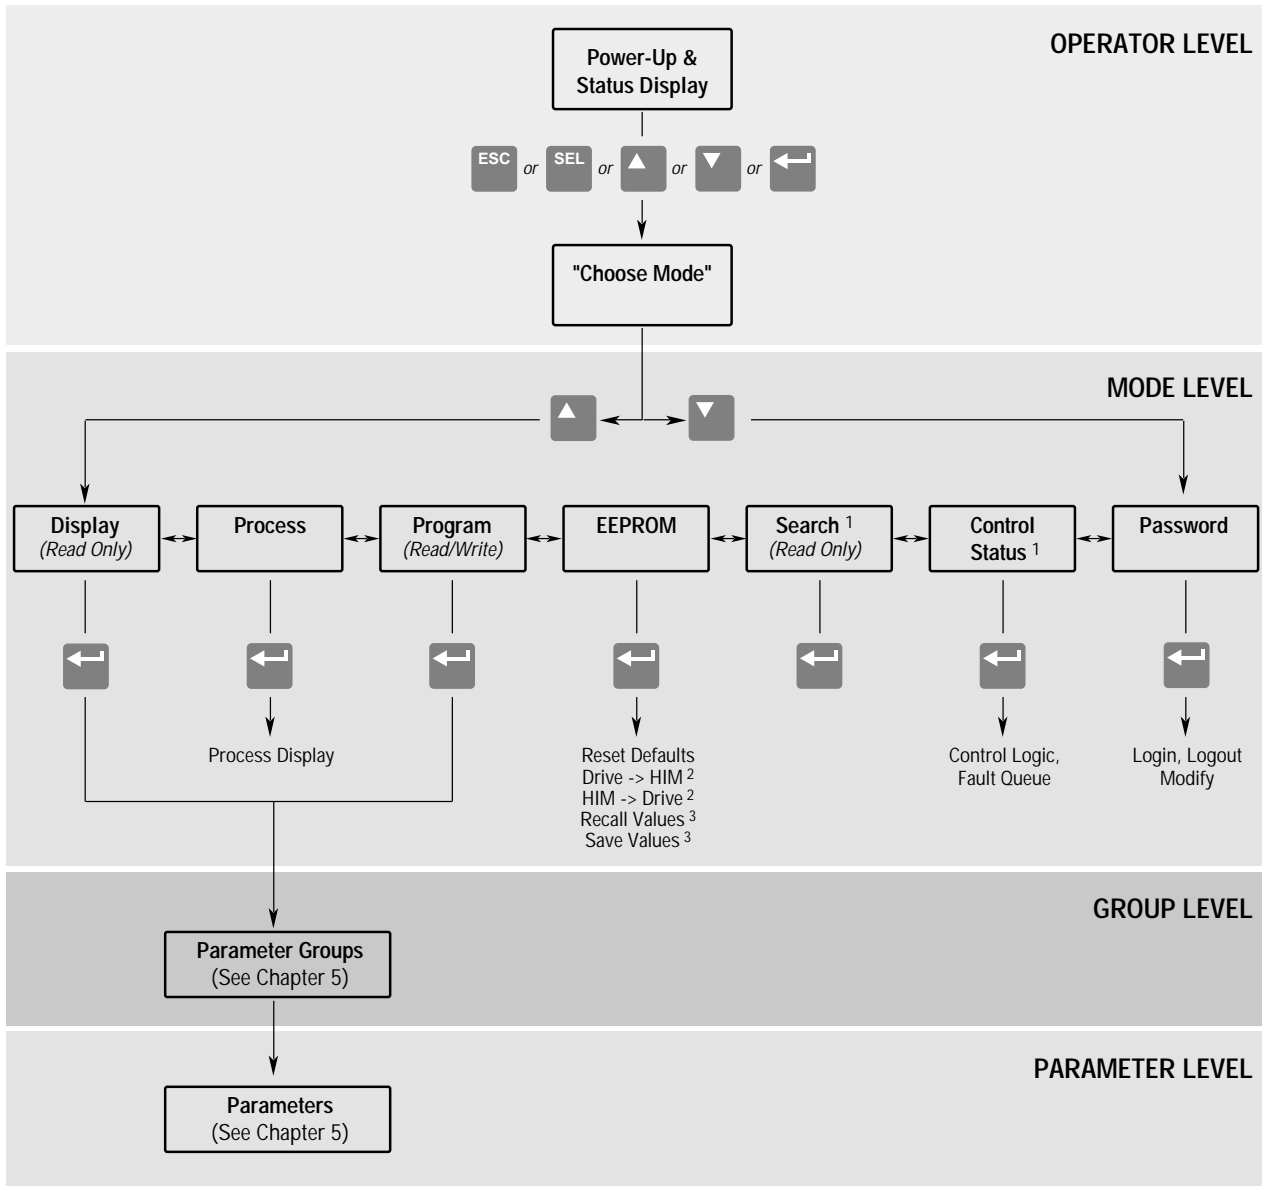 OPERATOR LEVEL
Power-Up &
Status Display
ESC or SEL or or or
"Choose Mode"
MODE LEVEL
Display
(Read Only)
Process
Program
(Read/Write)
EEPROM
Search 1
(Read Only)
Control
Status 1
Password
Process Display
Reset Defaults
Drive -> HIM 2
HIM -> Drive 2
Recall Values 3
Save Values 3
Control Logic,
Fault Queue
Login, Logout
Modify
GROUP LEVEL
Parameter Groups
(See Chapter 5)
PARAMETER LEVEL
Parameters
(See Chapter 5)